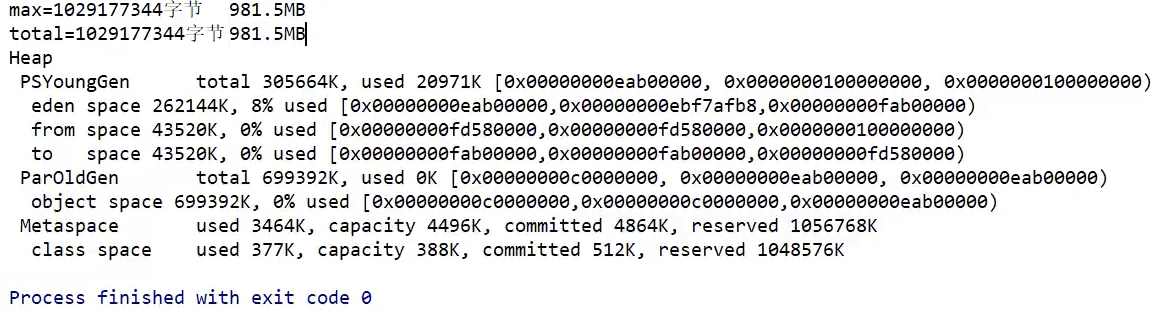 max=1029177344字节 981.5MB
total=1029177344字节 981.5MB
Heap
PSYoungGen total 305664K, used 20971K [0x00000000eab00000, 0x0000000100000000, 0x0000000100000000)
eden space 262144K, 8% used [0x00000000eab00000,0x00000000ebf7afb8,0x00000000fab00000)
from space 43520K, 0% used [0x00000000fd580000,0x00000000fd580000,0x0000000100000000)
to space 43520K, 0% used [0x00000000fab00000,0x00000000fab00000,0x00000000fd580000)
ParOldGen total 699392K, used 0K [0x00000000c0000000, 0x00000000eab00000, 0x00000000eab00000)
object space 699392K, 0% used [0x00000000c0000000,0x00000000c0000000,0x00000000eab00000)
Metaspace used 3464K, capacity 4496K, committed 4864K, reserved 1056768K
class space used 377K, capacity 388K, committed 512K, reserved 1048576K
Process finished with exit code 0